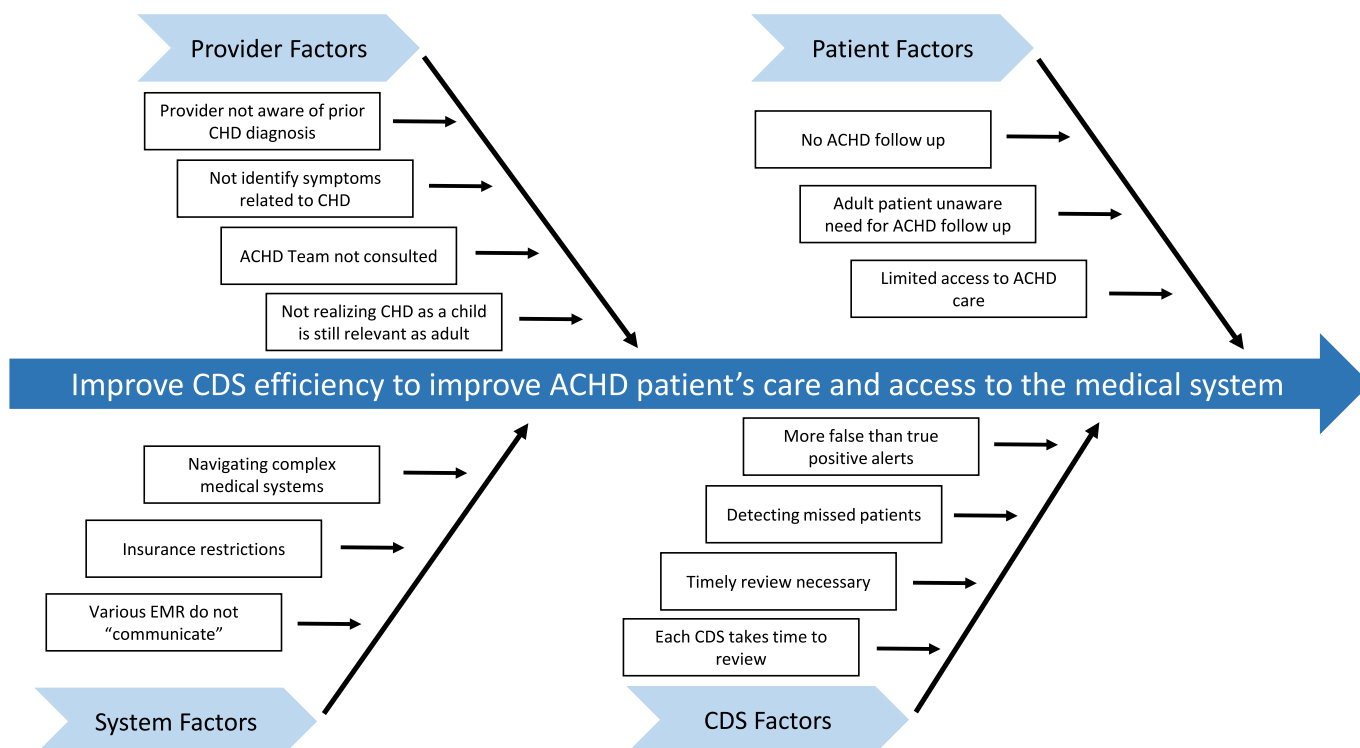 Provider Factors
Provider not aware of prior
CHD diagnosis
Not identify symptoms
related to CHD
ACHD Team not consulted
Not realizing CHD as a child
is still relevant as adult
Patient Factors
No ACHD follow up
Adult patient unaware
need for ACHD follow up
Limited access to ACHD
care
Improve CDS efficiency to improve ACHD patient’s care and access to the medical system
Navigating complex
medical systems
Insurance restrictions
Various EMR do not
“communicate”
System Factors
More false than true
positive alerts
Detecting missed patients
Timely review necessary
Each CDS takes time to
review
CDS Factors